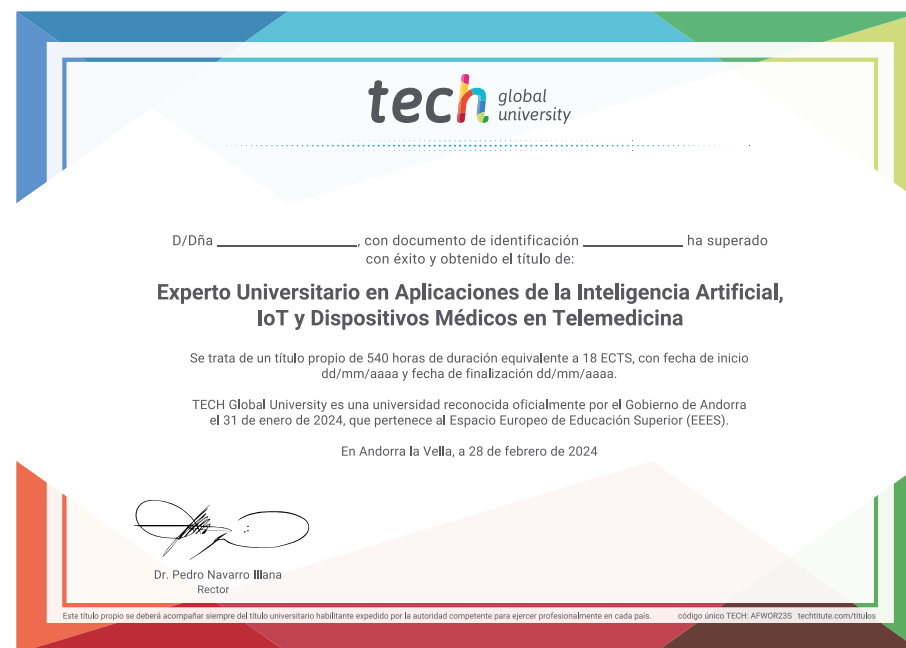 tech global university
D/Dña ____________________, con documento de identificación ______________ ha superado
con éxito y obtenido el título de:
Experto Universitario en Aplicaciones de la Inteligencia Artificial,
IoT y Dispositivos Médicos en Telemedicina
Se trata de un título propio de 540 horas de duración equivalente a 18 ECTS, con fecha de inicio
dd/mm/aaaa y fecha de finalización dd/mm/aaaa.
TECH Global University es una universidad reconocida oficialmente por el Gobierno de Andorra
el 31 de enero de 2024, que pertenece al Espacio Europeo de Educación Superior (EEES).
En Andorra la Vella, a 28 de febrero de 2024
Dr. Pedro Navarro Illana
Rector
Este título propio se deberá acompañar siempre del título universitario habilitante expedido por la autoridad competente para ejercer profesionalmente en cada país. código único TECH: AFWOR23S techtitute.com/titulos